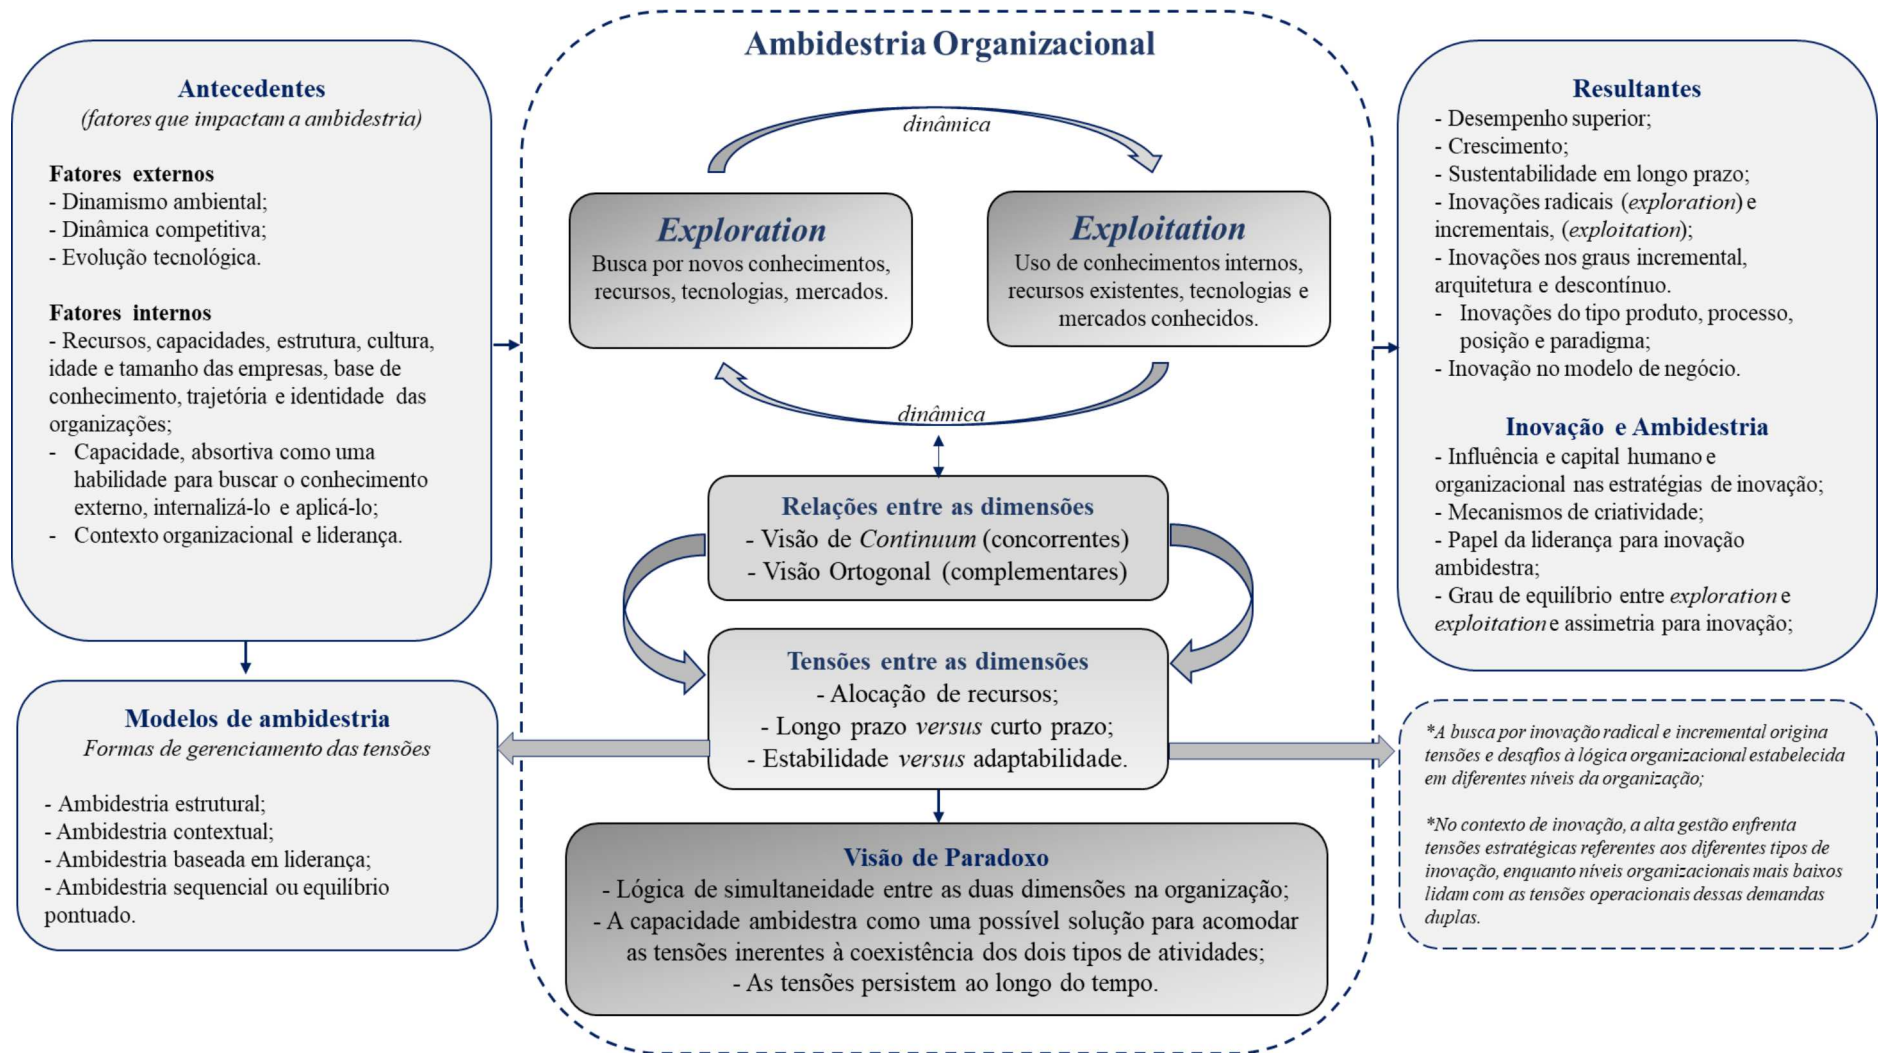 Ambidestria Organizacional
Antecedentes
(fatores que impactam a ambidestria)
Fatores externos
- Dinamismo ambiental;
- Dinâmica competitiva;
- Evolução tecnológica.
Fatores internos
- Recursos, capacidades, estrutura, cultura,
idade e tamanho das empresas, base de
conhecimento, trajetória e identidade das
organizações;
- Capacidade, absortiva como uma
habilidade para buscar o conhecimento
externo, internalizá-lo e aplicá-lo;
- Contexto organizacional e liderança.
Modelos de ambidestria
Formas de gerenciamento das tensões
- Ambidestria estrutural;
- Ambidestria contextual;
- Ambidestria baseada em liderança;
- Ambidestria sequencial ou equilíbrio
pontuado.
dinâmica
Exploration
Busca por novos conhecimentos,
recursos, tecnologias, mercados.
Exploitation
Uso de conhecimentos internos,
recursos existentes, tecnologias e
mercados conhecidos.
dinâmica
Relações entre as dimensões
- Visão de Continuum (concorrentes)
- Visão Ortogonal (complementares)
Tensões entre as dimensões
- Alocação de recursos;
- Longo prazo versus curto prazo;
- Estabilidade versus adaptabilidade.
Visão de Paradoxo
- Lógica de simultaneidade entre as duas dimensões na organização;
- A capacidade ambidestra como uma possível solução para acomodar
as tensões inerentes à coexistência dos dois tipos de atividades;
- As tensões persistem ao longo do tempo.
Resultantes
- Desempenho superior;
- Crescimento;
- Sustentabilidade em longo prazo;
- Inovações radicais (exploration) e
incrementais, (exploitation);
- Inovações nos graus incremental,
arquitetura e descontínuo.
- Inovações do tipo produto, processo,
posição e paradigma;
- Inovação no modelo de negócio.
Inovação e Ambidestria
- Influência e capital humano e
organizacional nas estratégias de inovação;
- Mecanismos de criatividade;
- Papel da liderança para inovação
ambidestra;
- Grau de equilíbrio entre exploration e
exploitation e assimetria para inovação;
*A busca por inovação radical e incremental origina
tensões e desafios à lógica organizacional estabelecida
em diferentes níveis da organização;
*No contexto de inovação, a alta gestão enfrenta
tensões estratégicas referentes aos diferentes tipos de
inovação, enquanto níveis organizacionais mais baixos
lidam com as tensões operacionais dessas demandas
duplas.